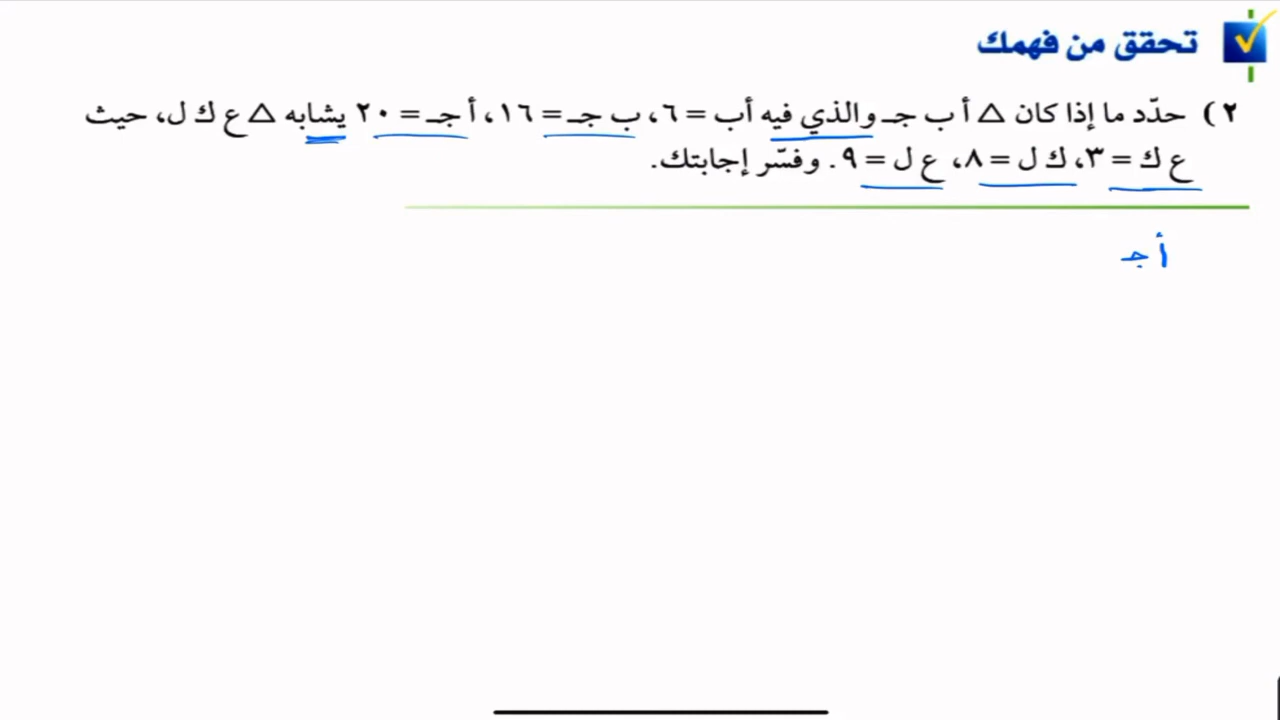 تحقق من فهمك
٢) حدّد ما إذا كان △ أ ب جـ والذي فيه أب = ٦، ب جـ = ١٦، أ جـ = ٢٠ يشابه △ ع ك ل، حيث
ع ك = ٣، ك ل = ٨، ع ل = ٩. وفسّر إجابتك.
أ جـ